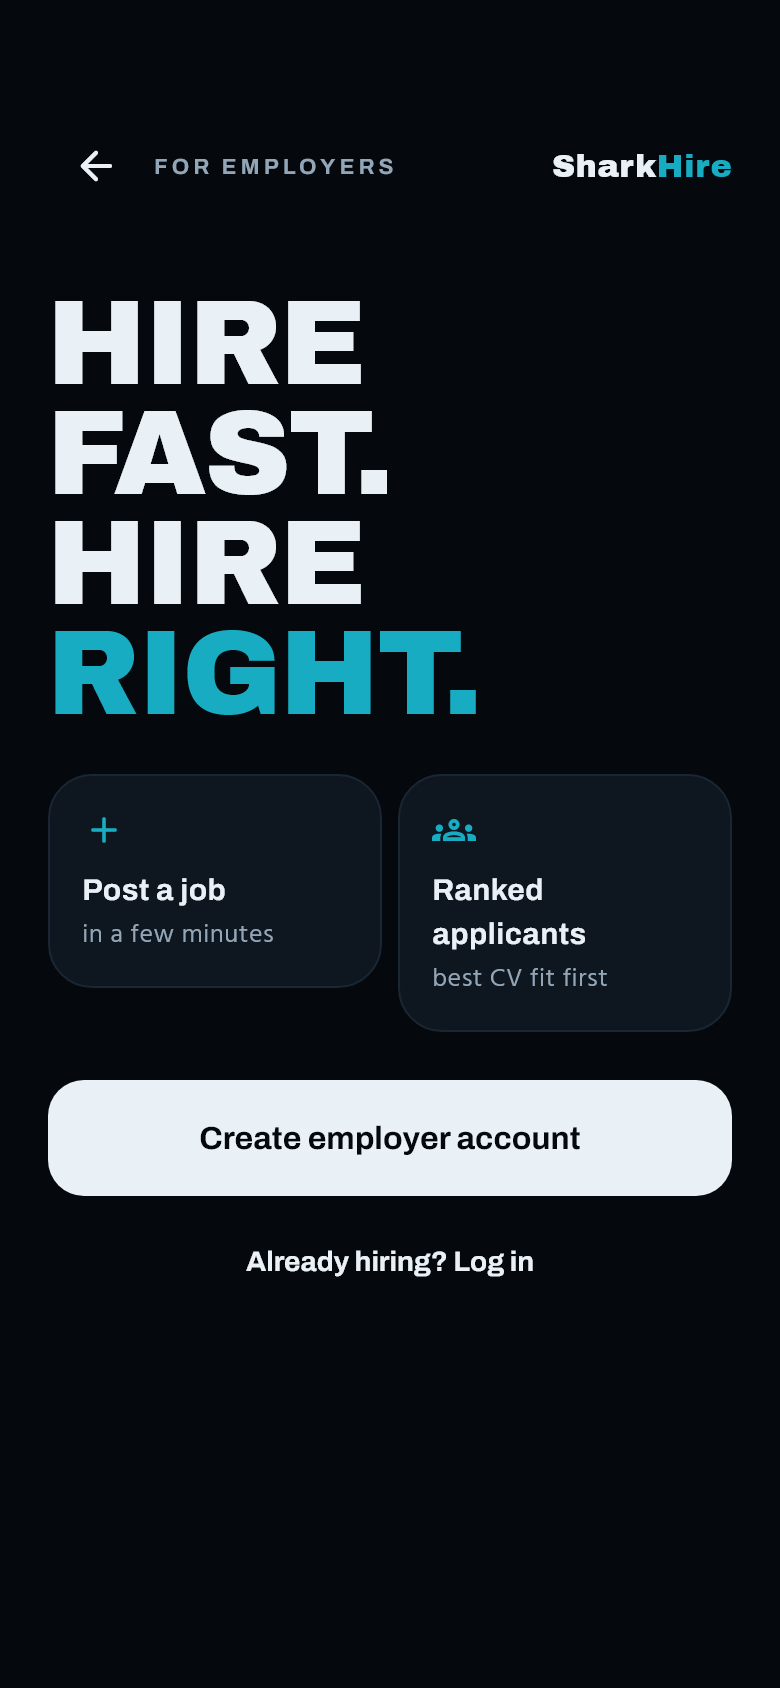 FOR EMPLOYERS
SharkHire
HIRE
FAST.
HIRE
RIGHT.
Post a job
in a few minutes
Ranked
applicants
best CV fit first
Create employer account
Already hiring? Log in